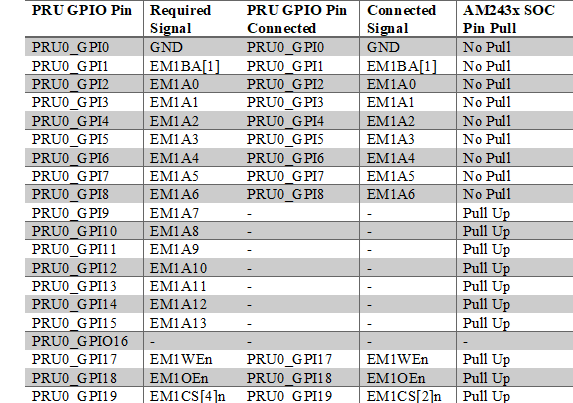 PRU GPIO Pin Required Signal PRU GPIO Pin Connected Connected Signal AM243x SOC Pin Pull
PRU0_GPI0 GND PRU0_GPI0 GND No Pull
PRU0_GPI1 EM1BA[1] PRU0_GPI1 EM1BA[1] No Pull
PRU0_GPI2 EM1A0 PRU0_GPI2 EM1A0 No Pull
PRU0_GPI3 EM1A1 PRU0_GPI3 EM1A1 No Pull
PRU0_GPI4 EM1A2 PRU0_GPI4 EM1A2 No Pull
PRU0_GPI5 EM1A3 PRU0_GPI5 EM1A3 No Pull
PRU0_GPI6 EM1A4 PRU0_GPI6 EM1A4 No Pull
PRU0_GPI7 EM1A5 PRU0_GPI7 EM1A5 No Pull
PRU0_GPI8 EM1A6 PRU0_GPI8 EM1A6 No Pull
PRU0_GPI9 EM1A7 - - Pull Up
PRU0_GPI10 EM1A8 - - Pull Up
PRU0_GPI11 EM1A9 - - Pull Up
PRU0_GPI12 EM1A10 - - Pull Up
PRU0_GPI13 EM1A11 - - Pull Up
PRU0_GPI14 EM1A12 - - Pull Up
PRU0_GPI15 EM1A13 - - Pull Up
PRU0_GPIO16 - - - -
PRU0_GPI17 EM1WEn PRU0_GPI17 EM1WEn Pull Up
PRU0_GPI18 EM1OEn PRU0_GPI18 EM1OEn Pull Up
PRU0_GPI19 EM1CS[4]n PRU0_GPI19 EM1CS[2]n Pull Up